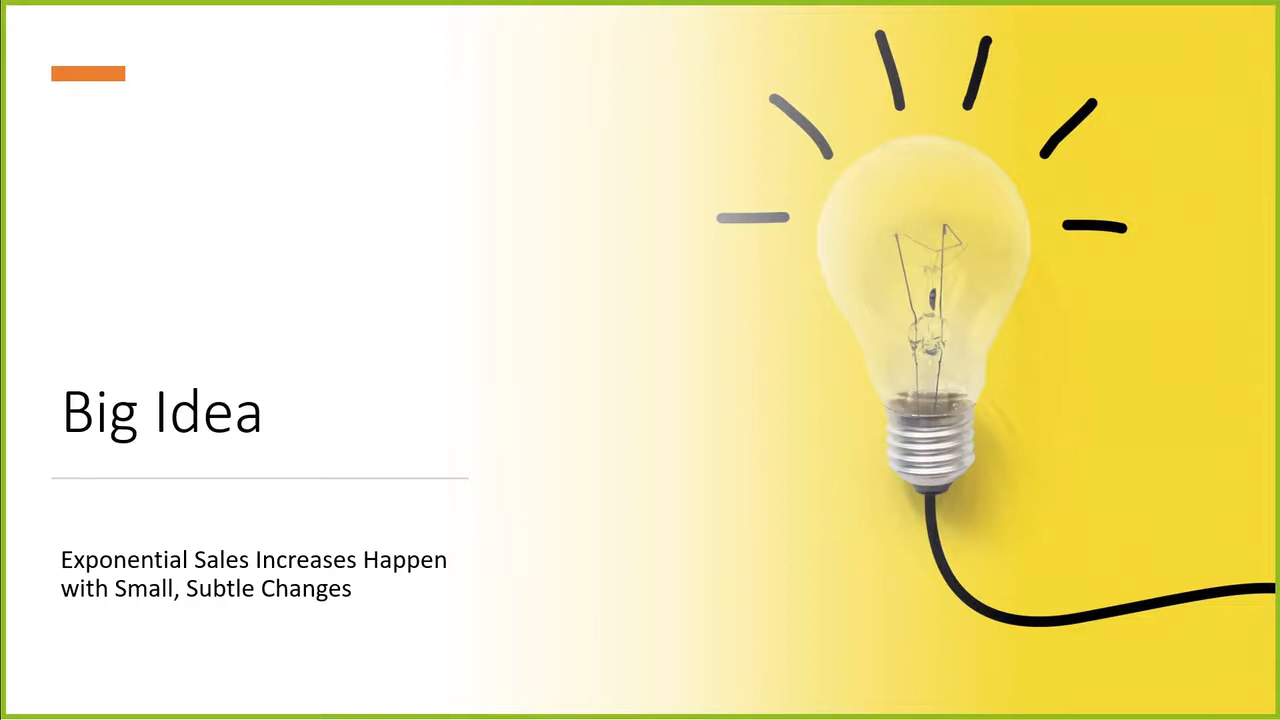 Big Idea
Exponential Sales Increases Happen
with Small, Subtle Changes